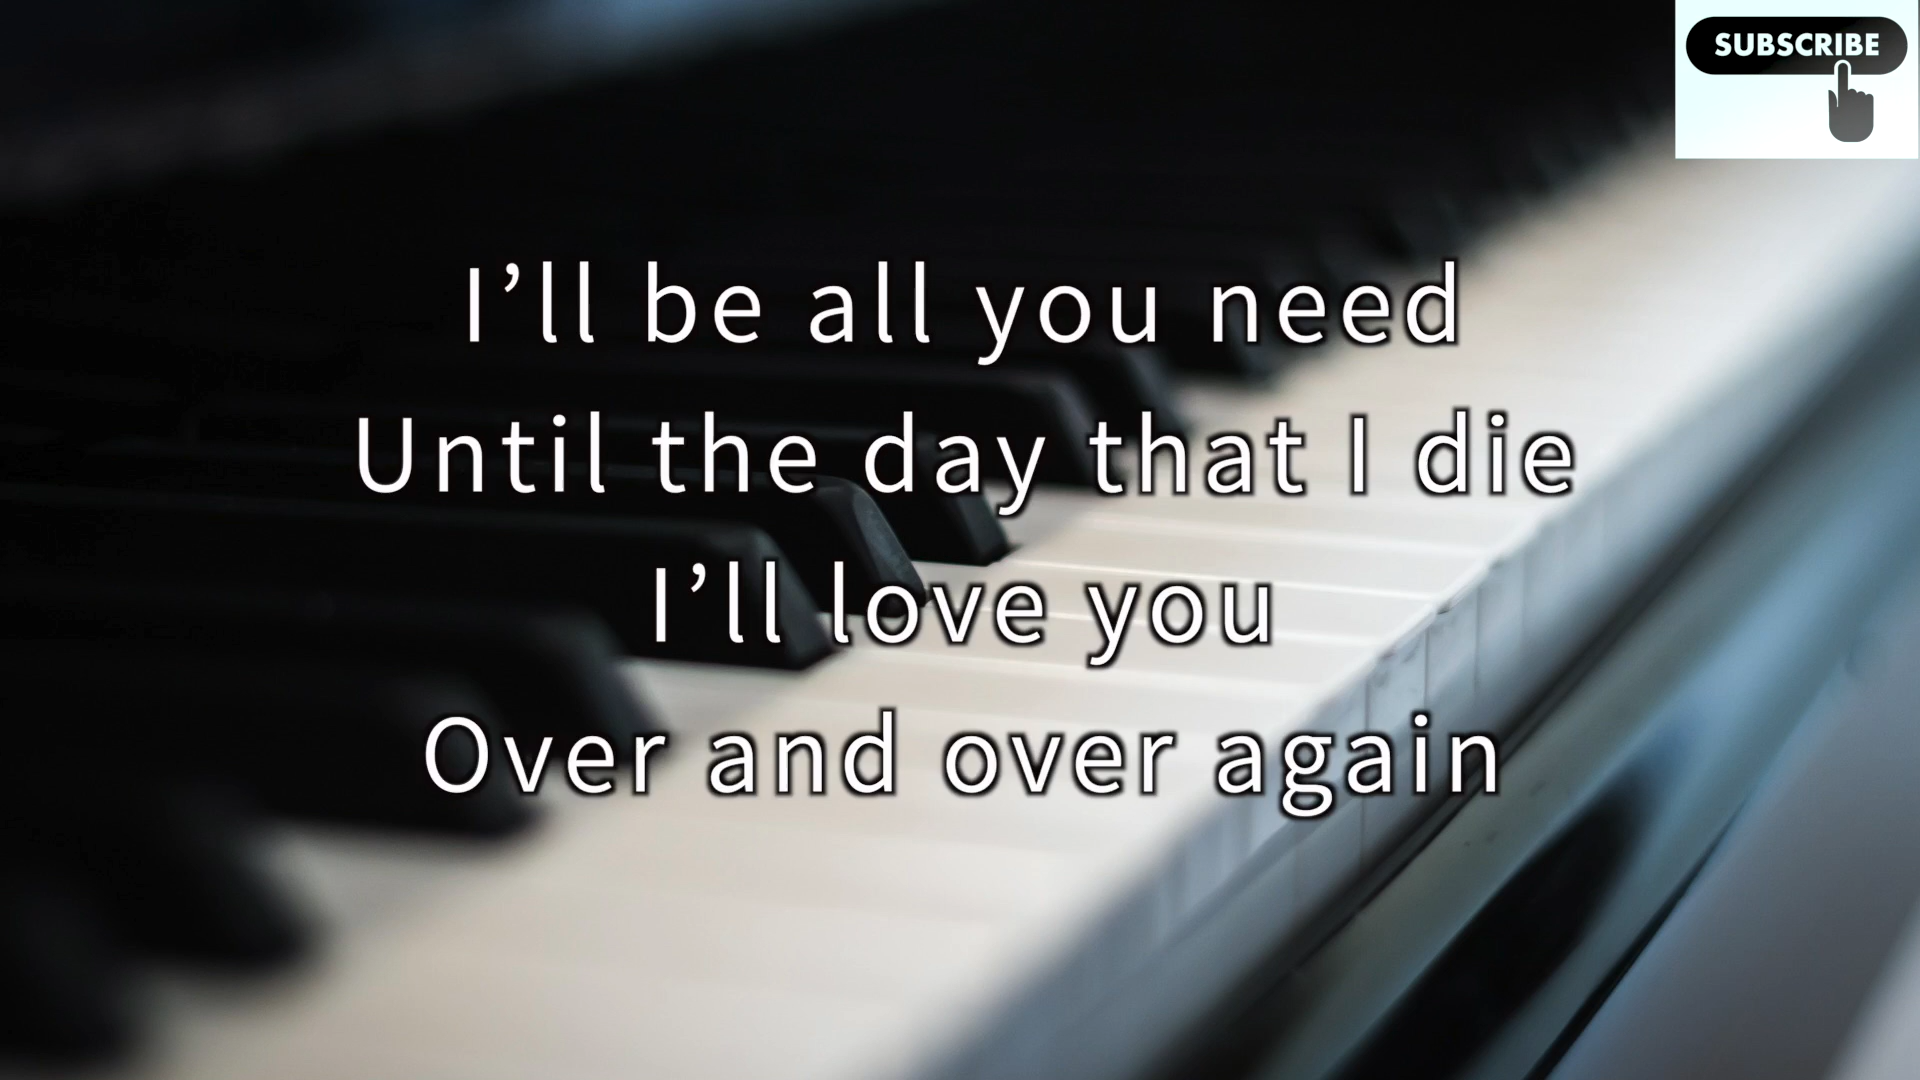 SUBSCRIBE
I’ll be all you need
Until the day that I die
I’ll love you
Over and over again